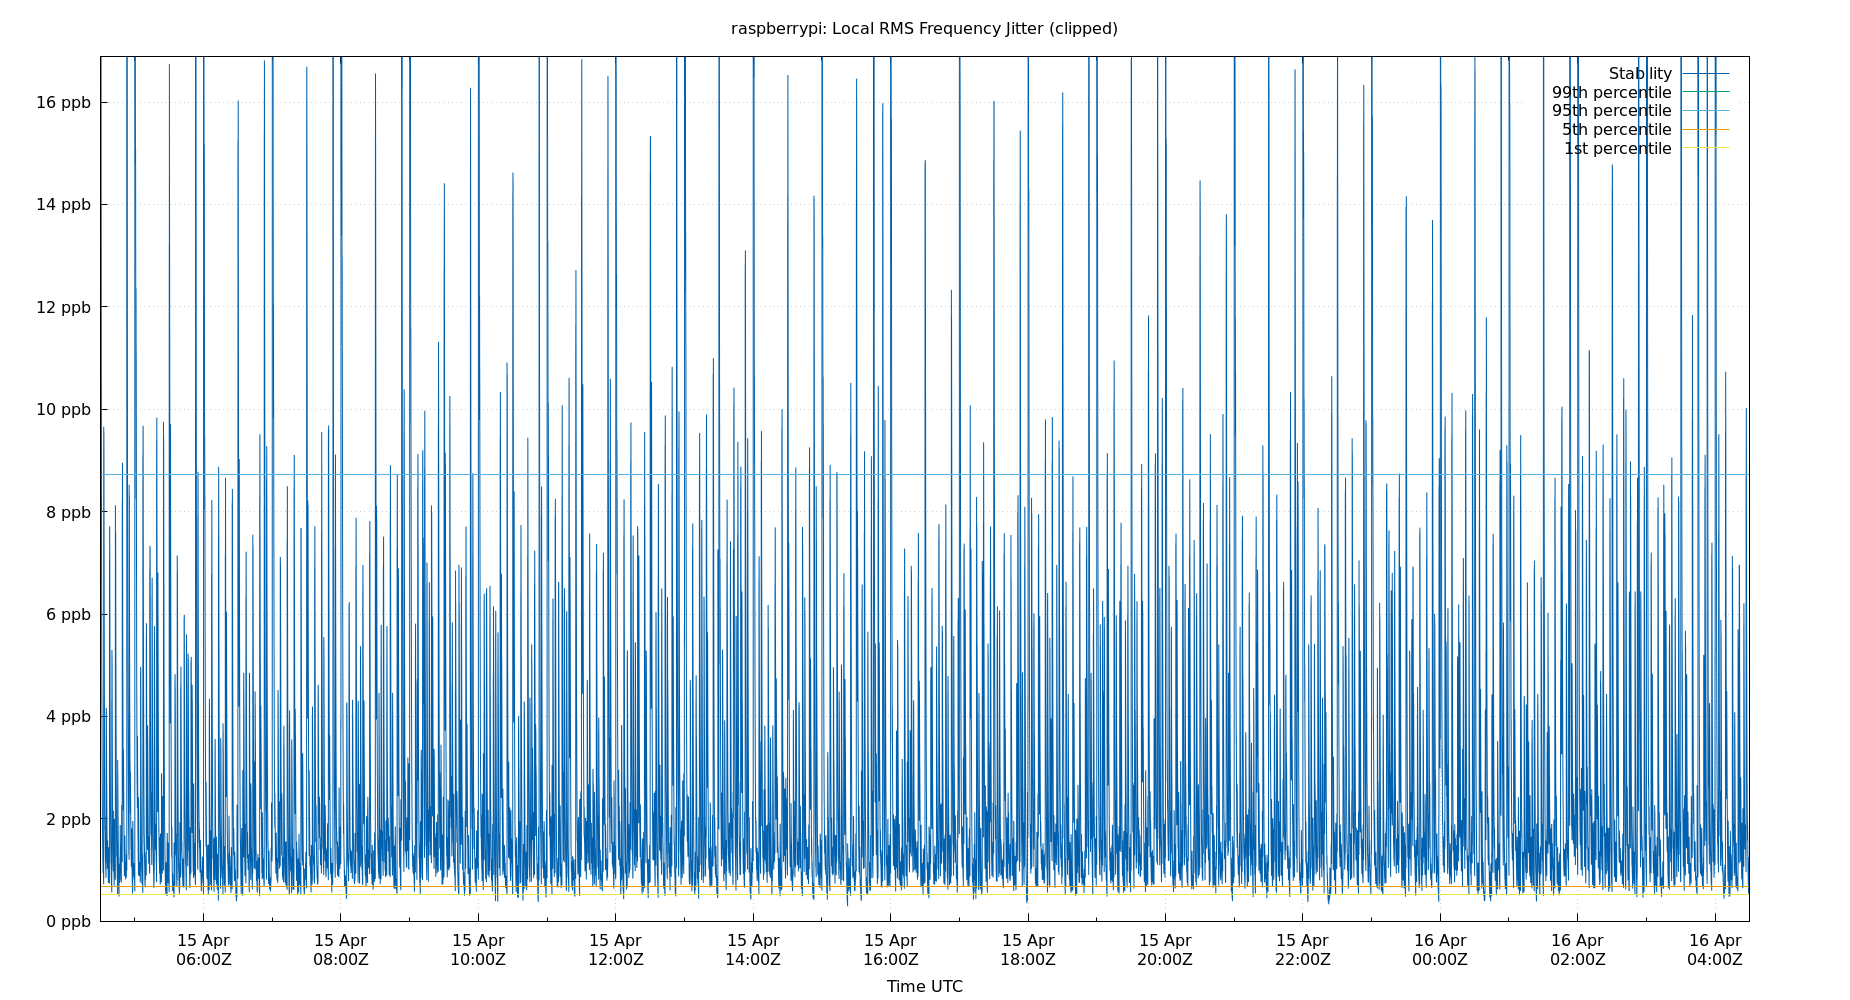 raspberrypi: Local RMS Frequency Jitter (clipped)
Stability
99th percentile
95th percentile
5th percentile
1st percentile
16 ppb
14 ppb
12 ppb
10 ppb
8 ppb
6 ppb
4 ppb
2 ppb
0 ppb
15 Apr 15 Apr 15 Apr 15 Apr 15 Apr 15 Apr 15 Apr 15 Apr 15 Apr 16 Apr 16 Apr 16 Apr
06:00Z 08:00Z 10:00Z 12:00Z 14:00Z 16:00Z 18:00Z 20:00Z 22:00Z 00:00Z 02:00Z 04:00Z
Time UTC